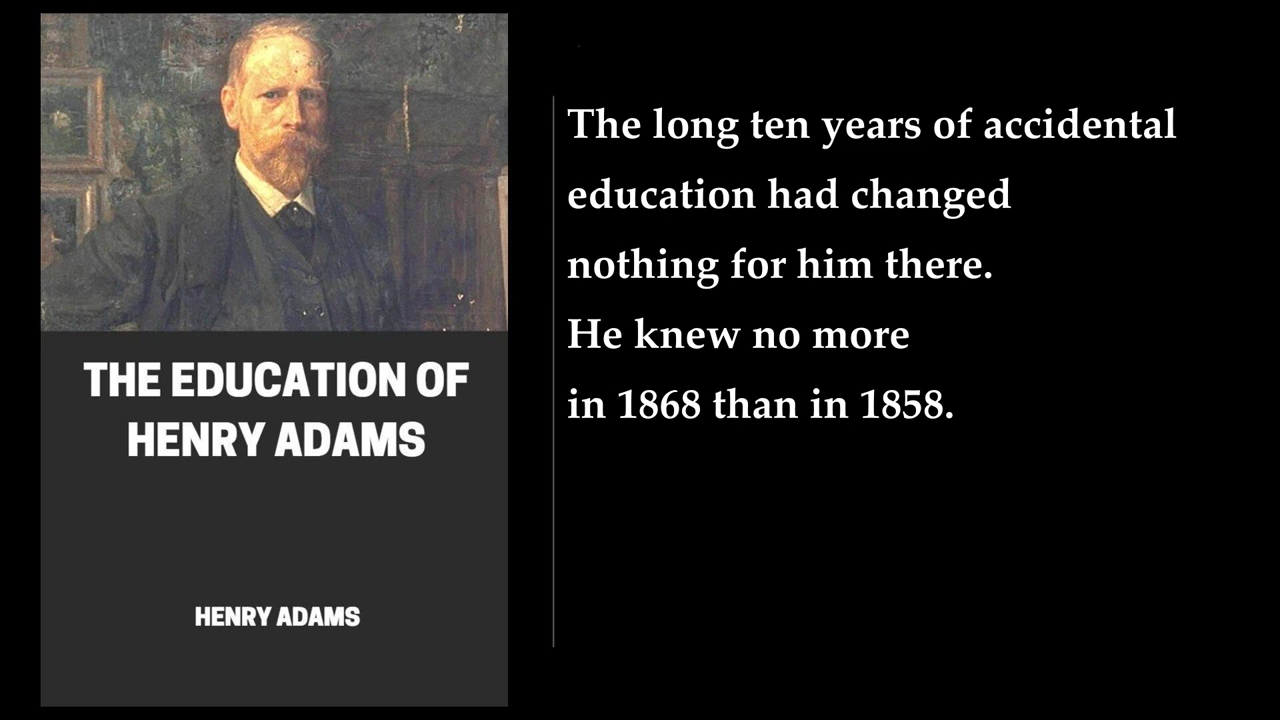 THE EDUCATION OF
HENRY ADAMS
HENRY ADAMS
The long ten years of accidental
education had changed
nothing for him there.
He knew no more
in 1868 than in 1858.